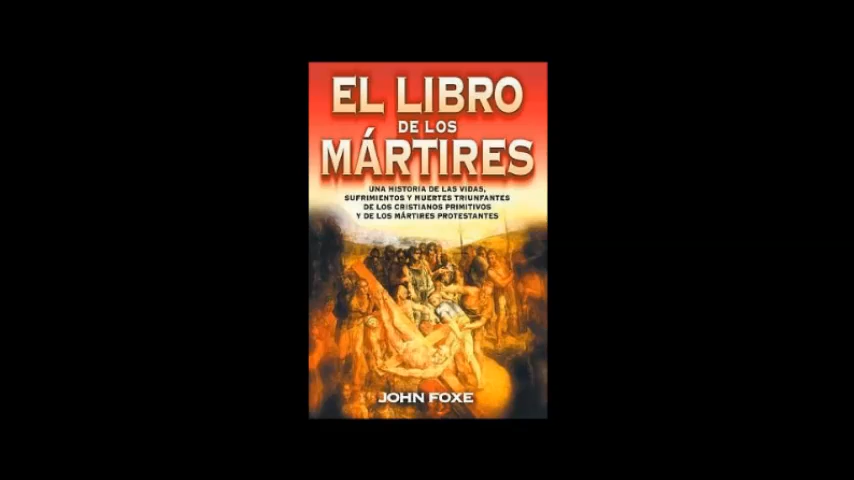 EL LIBRO
DE LOS
MÁRTIRES
UNA HISTORIA DE LAS VIDAS,
SUFRIMIENTOS Y MUERTES TRIUNFANTES
DE LOS CRISTIANOS PRIMITIVOS
Y DE LOS MÁRTIRES PROTESTANTES
JOHN FOXE